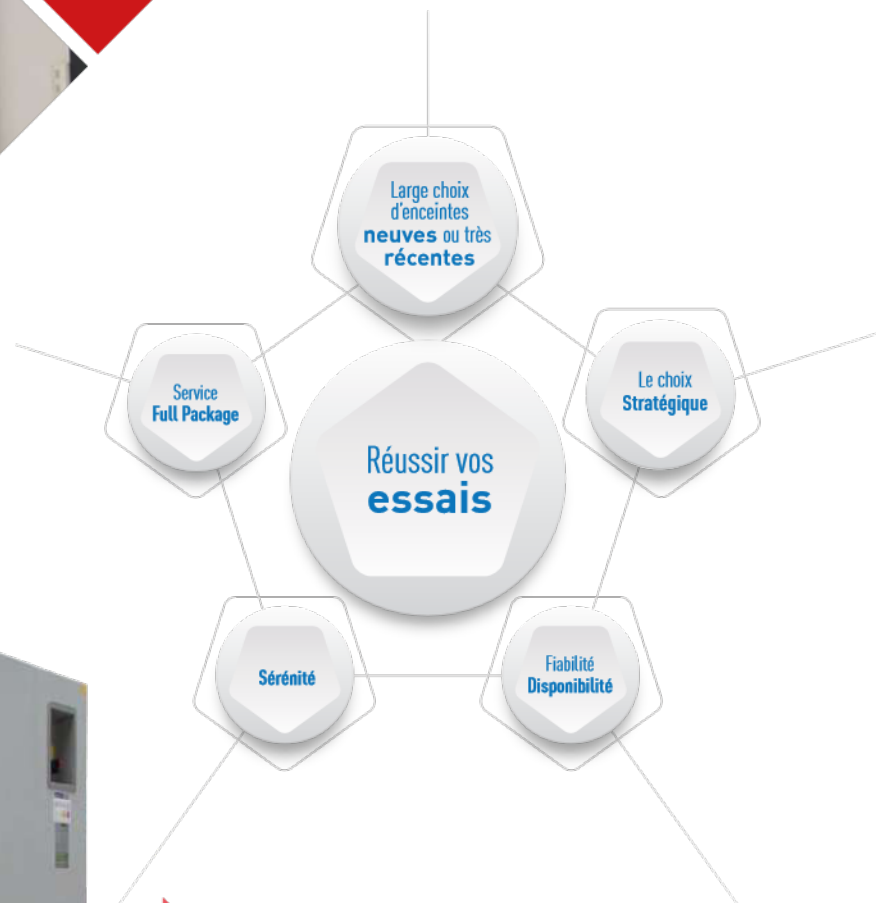 Large choix
d'enceintes
neuves ou très
récentes
Service
Full Package
Le choix
Stratégique
Réussir vos
essais
Sérénité
Fiabilité
Disponibilité